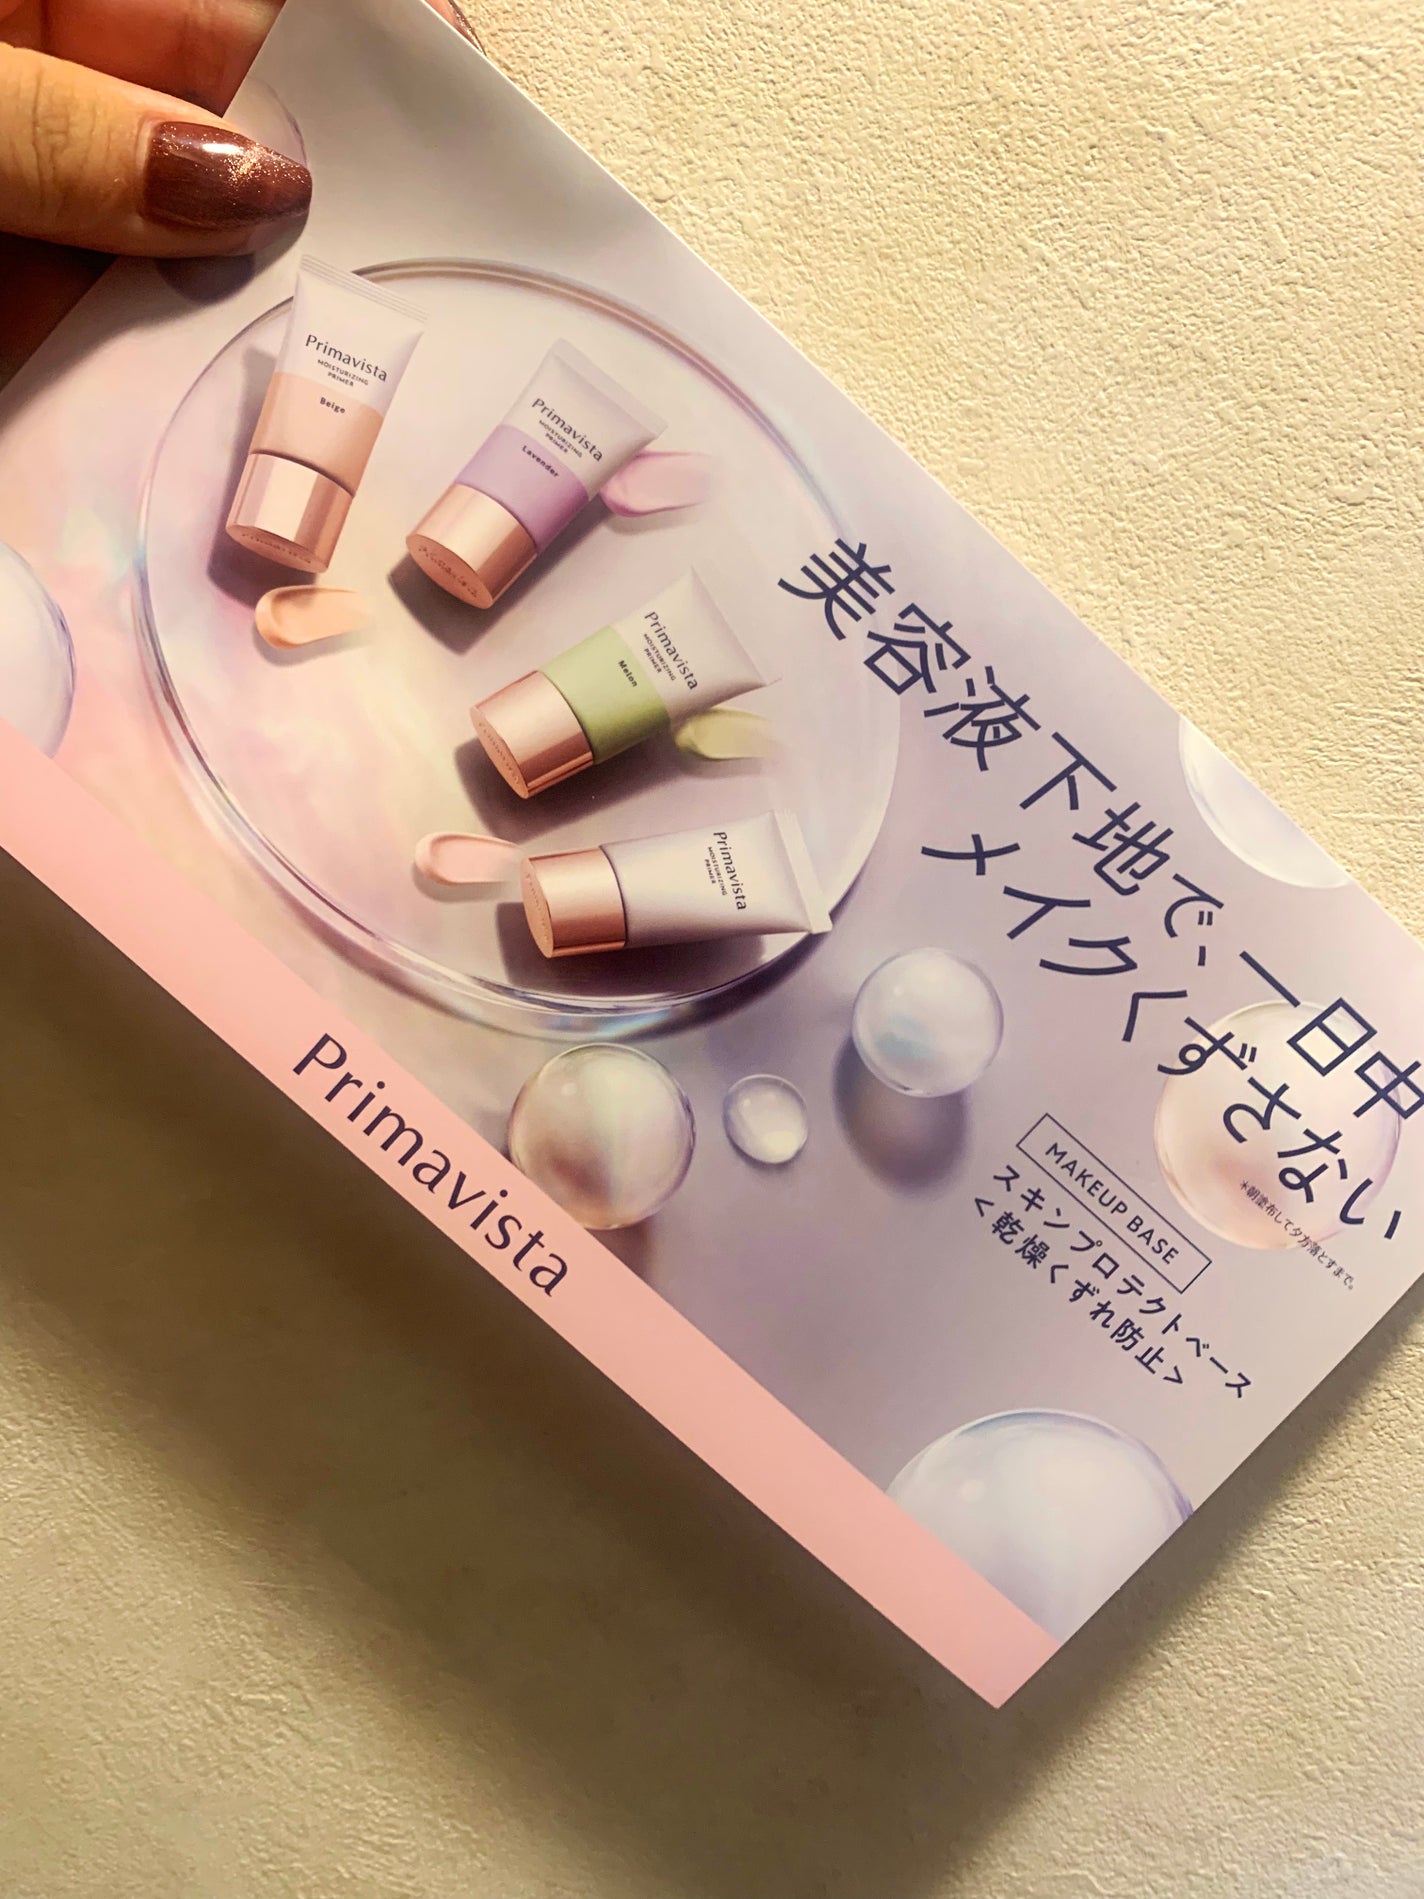 Primavista
MOISTURIZING
PRIMER
Beige
Primavista
MOISTURIZING
PRIMER
Lavender
Primavista
MOISTURIZING
PRIMER
Melon
Primavista
MOISTURIZING
PRIMER
美容液下地で、一日中
メイクくずさない
*朝塗布して夕方落とすまで。
MAKEUP BASE
スキンプロテクトベース
<乾燥くずれ防止>
Primavista